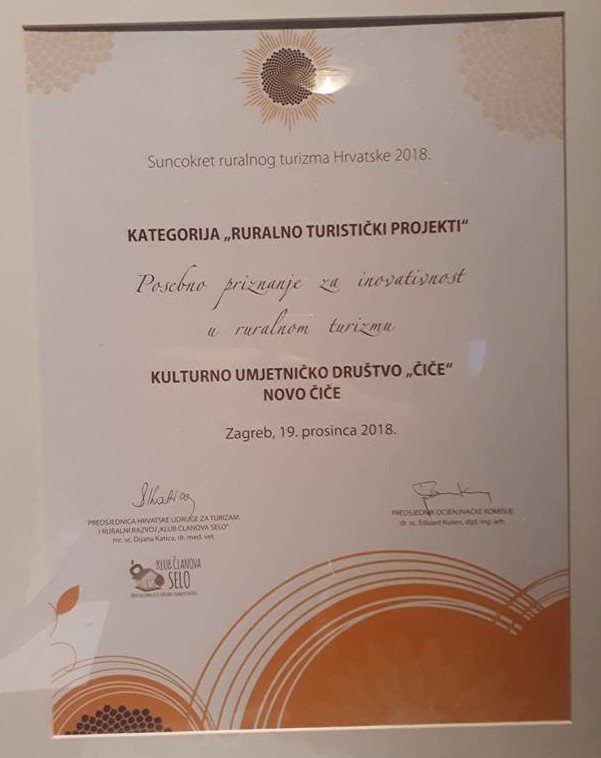 Suncokret ruralnog turizma Hrvatske 2018.
KATEGORIJA „RURALNO TURISTIČKI PROJEKTI“
Posebno priznanje za inovativnost
u ruralnom turizmu
KULTURNO UMJETNIČKO DRUŠTVO „ČIČE“
NOVO ČIČE
Zagreb, 19. prosinca 2018.
PREDSJEDNICA HRVATSKE UDRUGE ZA TURIZAM
I RURALNI RAZVOJ „KLUB ČLANOVA SELO“
mr. sc. Dijana Katica, dr. med. vet.
PREDSJEDNIK OCJENJIVAČKE KOMISIJE
dr. sc. Eduard Kušen, dipl. ing. arh.
KLUB ČLANOVA
SELO